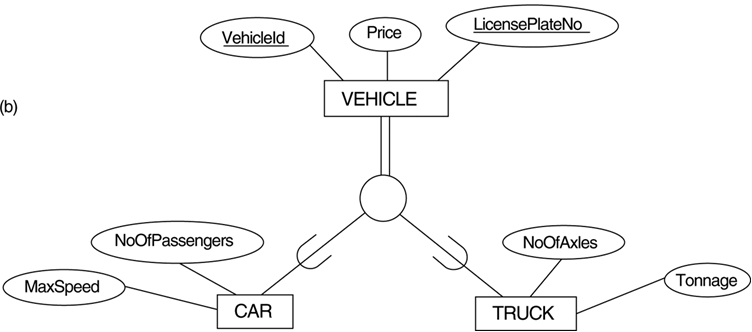 VehicleId
Price
LicensePlateNo
VEHICLE
(b)
NoOfPassengers
NoOfAxles
MaxSpeed
Tonnage
CAR
TRUCK